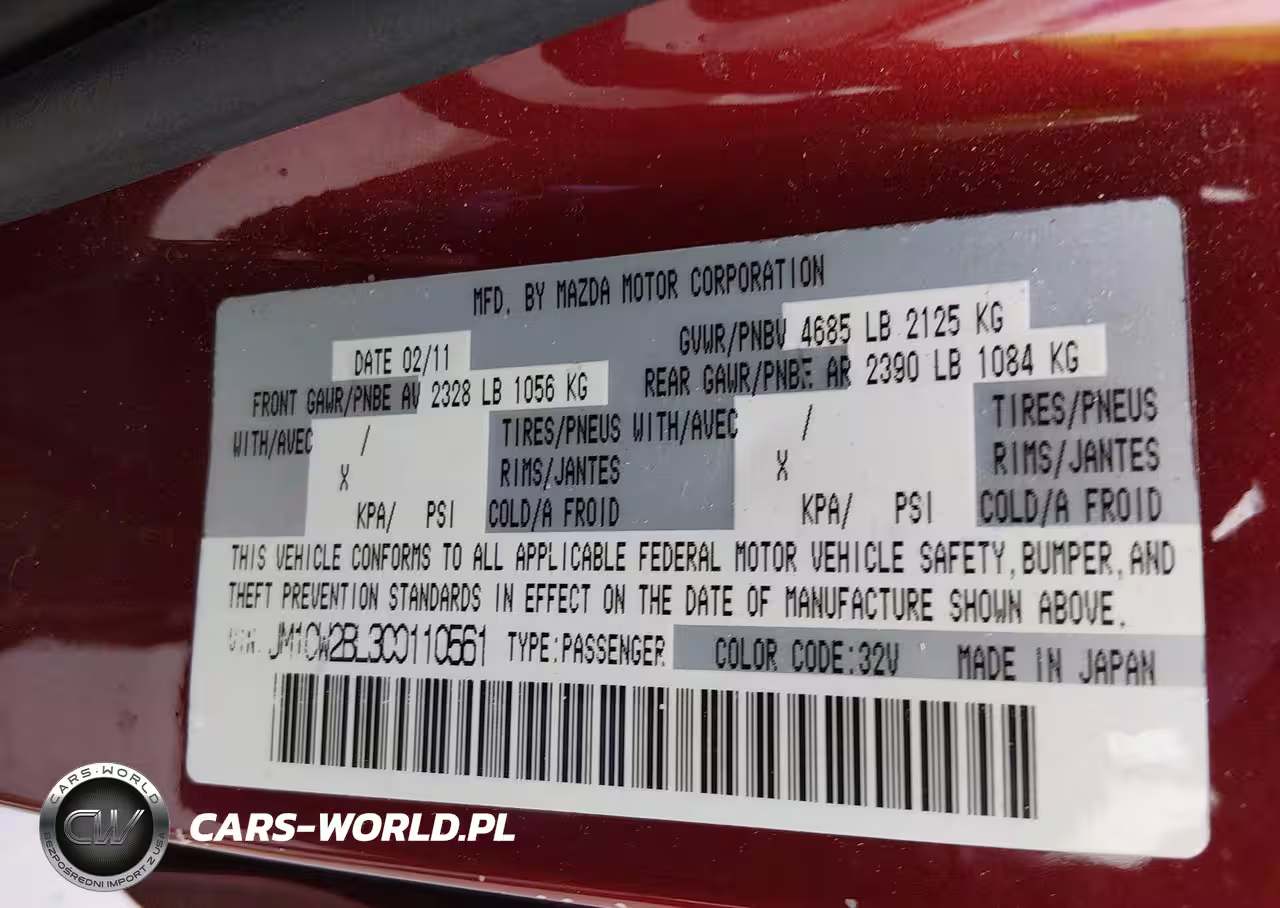 MFD. BY MAZDA MOTOR CORPORATION
DATE 02/11 GVWR/PNBV 4685 LB 2125 KG
FRONT GAWR/PNBE AV 2328 LB 1056 KG REAR GAWR/PNBE AR 2390 LB 1084 KG
WITH/AVEC / TIRES/PNEUS WITH/AVEC / TIRES/PNEUS
X RIMS/JANTES X RIMS/JANTES
KPA/ PSI COLD/A FROID KPA/ PSI COLD/A FROID
THIS VEHICLE CONFORMS TO ALL APPLICABLE FEDERAL MOTOR VEHICLE SAFETY, BUMPER, AND
THEFT PREVENTION STANDARDS IN EFFECT ON THE DATE OF MANUFACTURE SHOWN ABOVE.
JM1CW2BL3C0110561 TYPE:PASSENGER COLOR CODE:32V MADE IN JAPAN
CARS-WORLD
CW
BEZPOŚREDNI IMPORT Z USA
CARS-WORLD.PL